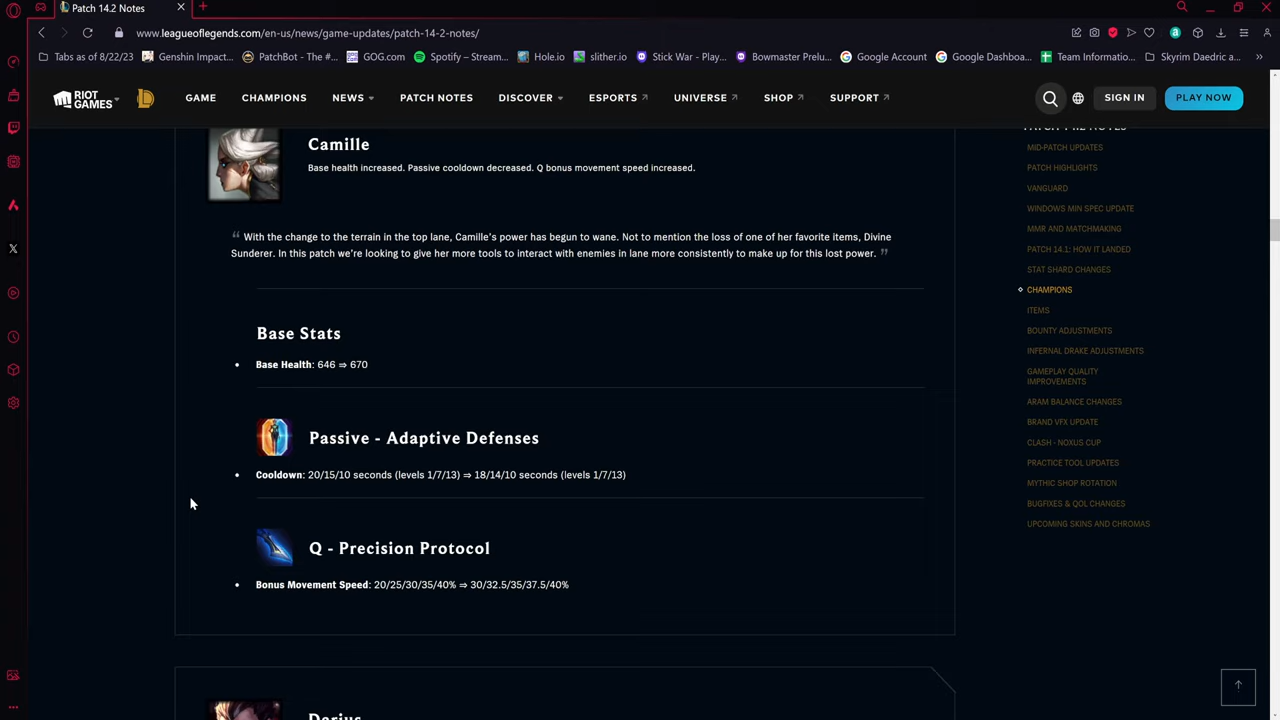 Patch 14.2 Notes
www.leagueoflegends.com/en-us/news/game-updates/patch-14-2-notes/
Tabs as of 8/22/23
Genshin Impact...
PatchBot - The #...
GOG.com
Spotify – Stream...
Hole.io
slither.io
Stick War - Play...
Bowmaster Prelu...
Google Account
Google Dashboa...
Team Informatio...
Skyrim Daedric a...
RIOT GAMES
GAME
CHAMPIONS
NEWS
PATCH NOTES
DISCOVER
ESPORTS
UNIVERSE
SHOP
SUPPORT
SIGN IN
PLAY NOW
Camille
Base health increased. Passive cooldown decreased. Q bonus movement speed increased.
“ With the change to the terrain in the top lane, Camille's power has begun to wane. Not to mention the loss of one of her favorite items, Divine
Sunderer. In this patch we're looking to give her more tools to interact with enemies in lane more consistently to make up for this lost power. ”
Base Stats
• Base Health: 646 ⇒ 670
Passive - Adaptive Defenses
• Cooldown: 20/15/10 seconds (levels 1/7/13) ⇒ 18/14/10 seconds (levels 1/7/13)
Q - Precision Protocol
• Bonus Movement Speed: 20/25/30/35/40% ⇒ 30/32.5/35/37.5/40%
Darius
PATCH 14.2 NOTES
MID-PATCH UPDATES
PATCH HIGHLIGHTS
VANGUARD
WINDOWS MIN SPEC UPDATE
MMR AND MATCHMAKING
PATCH 14.1: HOW IT LANDED
STAT SHARD CHANGES
CHAMPIONS
ITEMS
BOUNTY ADJUSTMENTS
INFERNAL DRAKE ADJUSTMENTS
GAMEPLAY QUALITY
IMPROVEMENTS
ARAM BALANCE CHANGES
BRAND VFX UPDATE
CLASH - NOXUS CUP
PRACTICE TOOL UPDATES
MYTHIC SHOP ROTATION
BUGFIXES & QOL CHANGES
UPCOMING SKINS AND CHROMAS